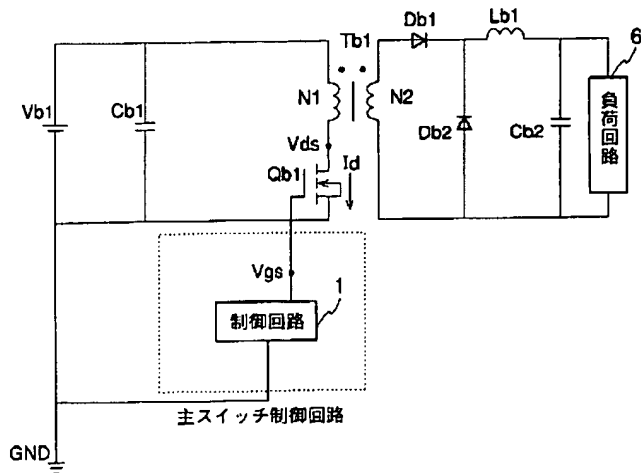 Db1
Lb1
6
Tb1
N1
N2
Vb1
Cb1
Db2
Cb2
負荷回路
Vds
Id
Qb1
Vgs
1
制御回路
主スイッチ制御回路
GND